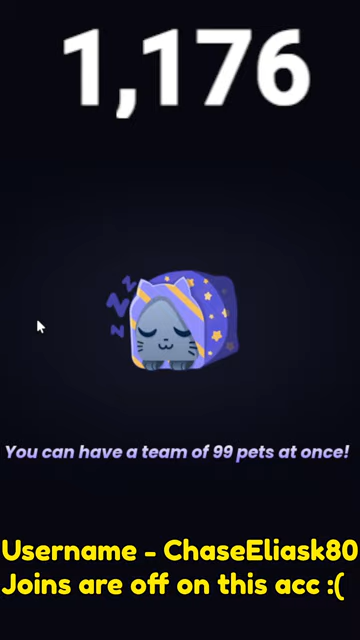 1,176
z
z
z
You can have a team of 99 pets at once!
Username - ChaseEliask80
Joins are off on this acc :(